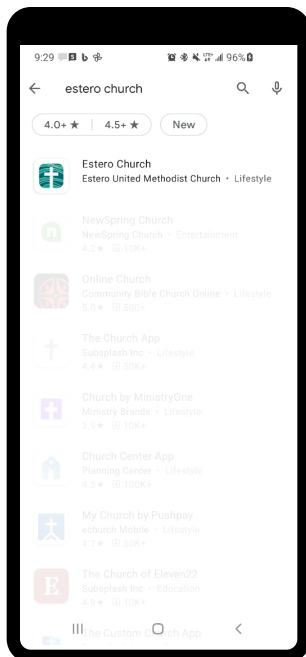 9:29
96%
estero church
4.0+ ★ | 4.5+ ★ New
Estero Church
Estero United Methodist Church • Lifestyle
NewSpring Church
NewSpring Church • Entertainment
4.2★ 10K+
Online Church
Community Bible Church Online • Lifestyle
5.0★ 500+
The Church App
Subsplash Inc • Lifestyle
4.8★ 50K+
Church by MinistryOne
Ministry Brands • Lifestyle
3.9★ 10K+
Church Center App
Planning Center • Lifestyle
4.5★ 100K+
My Church by Pushpay
echurch Mobile • Lifestyle
4.7★ 50K+
E The Church of Eleven22
Subsplash Inc • Education
4.9★ 10K+
The Custom Church App